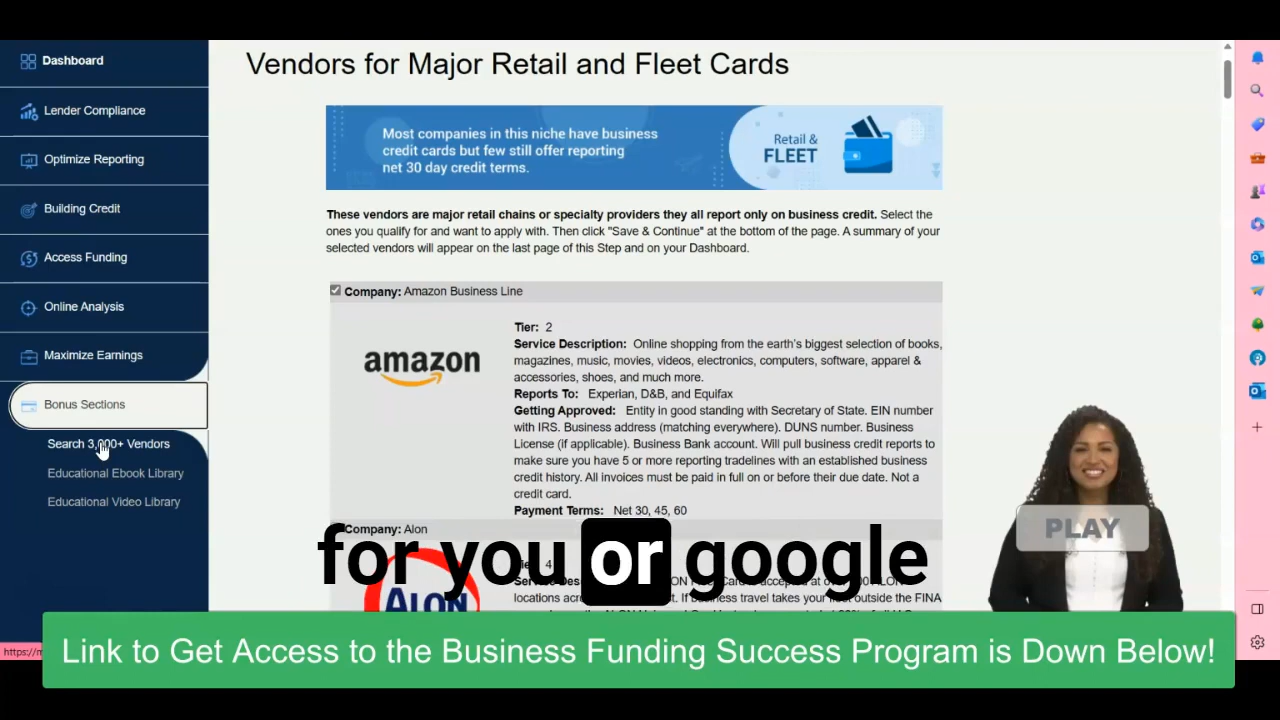 Dashboard
Lender Compliance
Optimize Reporting
Building Credit
Access Funding
Online Analysis
Maximize Earnings
Bonus Sections
Search 3,000+ Vendors
Educational Ebook Library
Educational Video Library
Vendors for Major Retail and Fleet Cards
Most companies in this niche have business
credit cards but few still offer reporting
net 30 day credit terms.
Retail &
FLEET
These vendors are major retail chains or specialty providers they all report only on business credit. Select the
ones you qualify for and want to apply with. Then click "Save & Continue" at the bottom of the page. A summary of your
selected vendors will appear on the last page of this Step and on your Dashboard.
Company: Amazon Business Line
amazon
Tier: 2
Service Description: Online shopping from the earth's biggest selection of books,
magazines, music, movies, videos, electronics, computers, software, apparel &
accessories, shoes, and much more.
Reports To: Experian, D&B, and Equifax
Getting Approved: Entity in good standing with Secretary of State. EIN number
with IRS. Business address (matching everywhere). DUNS number. Business
License (if applicable). Business Bank account. Will pull business credit reports to
make sure you have 5 or more reporting tradelines with an established business
credit history. All invoices must be paid in full on or before their due date. Not a
credit card.
Payment Terms: Net 30, 45, 60
Company: Alon
ALON
4
locations
If business travel takes your fleet outside the FINA
PLAY
for you or google
Link to Get Access to the Business Funding Success Program is Down Below!